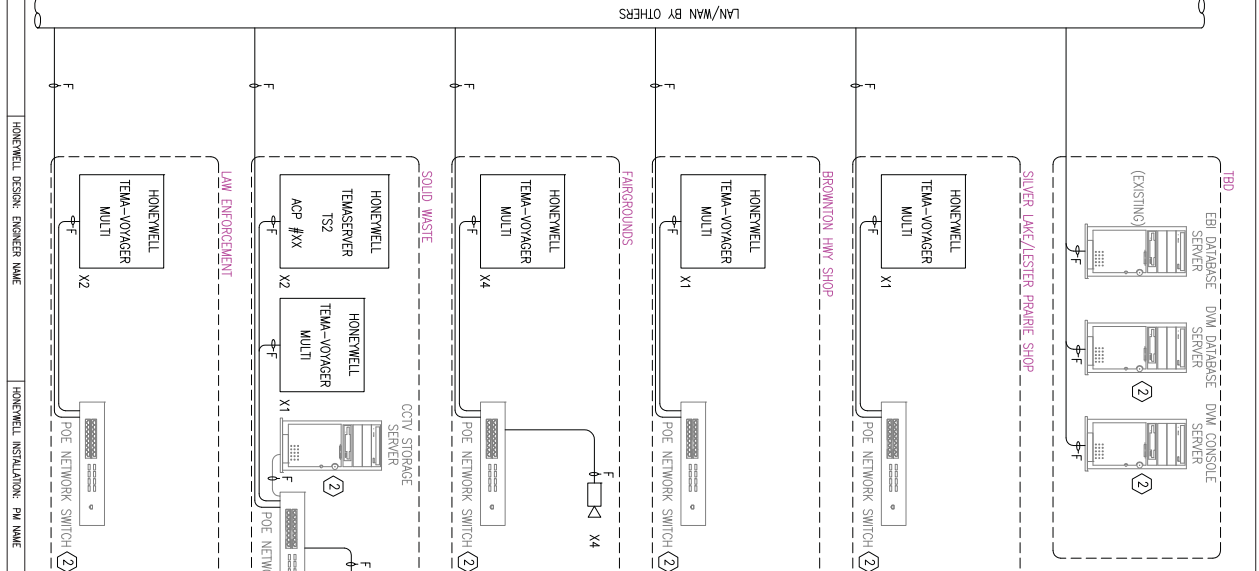 LAN/WAN BY OTHERS
TBD
(EXISTING)
EBI DATABASE
SERVER
DVM DATABASE
SERVER
2
DVM CONSOLE
SERVER
2
F
F
F
SILVER LAKE/LESTER PRAIRIE SHOP
F
HONEYWELL
TEMA-VOYAGER
MULTI
X1
F
POE NETWORK SWITCH
2
BROWNTON HWY SHOP
F
HONEYWELL
TEMA-VOYAGER
MULTI
X1
F
POE NETWORK SWITCH
2
FAIRGROUNDS
F
HONEYWELL
TEMA-VOYAGER
MULTI
X4
F
POE NETWORK SWITCH
2
F
X4
SOLID WASTE
F
HONEYWELL
TEMASERVER
TS2
ACP #XX
X2
F
HONEYWELL
TEMA-VOYAGER
MULTI
X1
F
CCTV STORAGE
SERVER
2
F
POE NETW
F
LAW ENFORCEMENT
F
HONEYWELL
TEMA-VOYAGER
MULTI
X2
F
POE NETWORK SWITCH
2
HONEYWELL DESIGN: ENGINEER NAME
HONEYWELL INSTALLATION: PM NAME